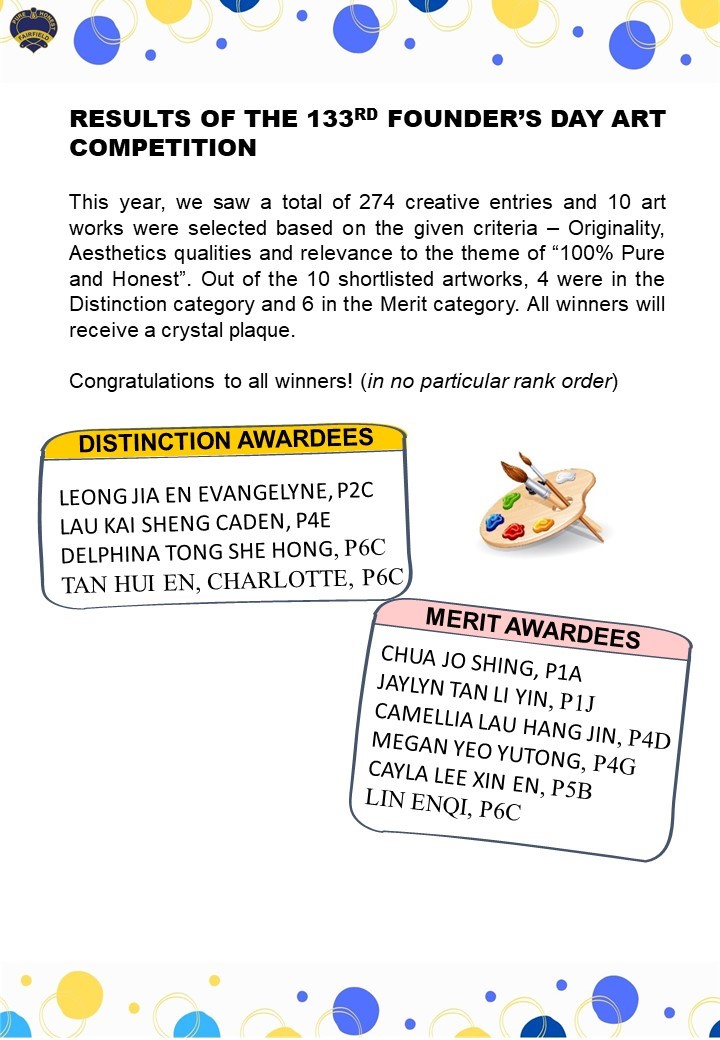 PURE HONEST
FAIRFIELD
RESULTS OF THE 133RD FOUNDER’S DAY ART
COMPETITION
This year, we saw a total of 274 creative entries and 10 art
works were selected based on the given criteria – Originality,
Aesthetics qualities and relevance to the theme of “100% Pure
and Honest”. Out of the 10 shortlisted artworks, 4 were in the
Distinction category and 6 in the Merit category. All winners will
receive a crystal plaque.
Congratulations to all winners! (in no particular rank order)
DISTINCTION AWARDEES
LEONG JIA EN EVANGELYNE, P2C
LAU KAI SHENG CADEN, P4E
DELPHINA TONG SHE HONG, P6C
TAN HUI EN, CHARLOTTE, P6C
MERIT AWARDEES
CHUA JO SHING, P1A
JAYLYN TAN LI YIN, P1J
CAMELLIA LAU HANG JIN, P4D
MEGAN YEO YUTONG, P4G
CAYLA LEE XIN EN, P5B
LIN ENQI, P6C